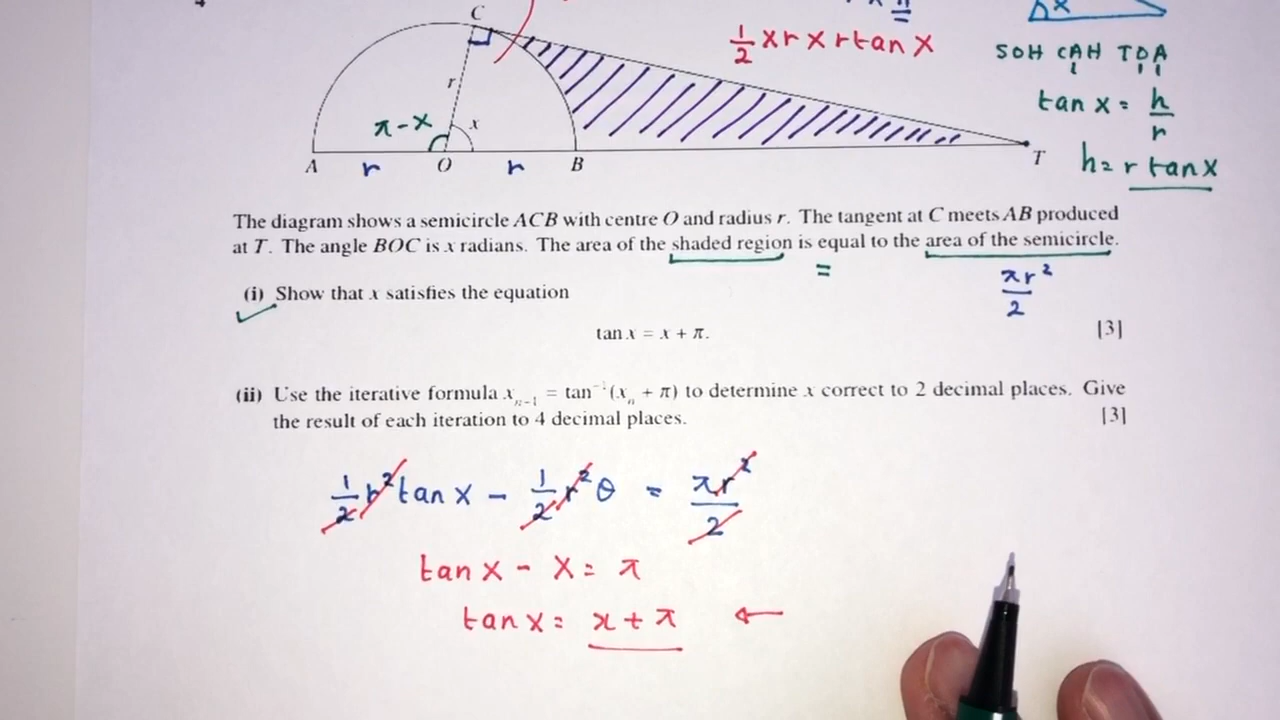 C
½ x r x r tan x
SOH CAH TOA
r
tan x = h/r
π-x
x
A r O r B
T
h = r tan x
The diagram shows a semicircle ACB with centre O and radius r. The tangent at C meets AB produced
at T. The angle BOC is x radians. The area of the shaded region is equal to the area of the semicircle.
=
πr²/2
(i) Show that x satisfies the equation
tan x = x + π. [3]
(ii) Use the iterative formula xₙ₋₁ = tan⁻¹(xₙ + π) to determine x correct to 2 decimal places. Give
the result of each iteration to 4 decimal places. [3]
½ r² tan x - ½ r² θ = πr²/2
tan x - x = π
tan x = x + π ←